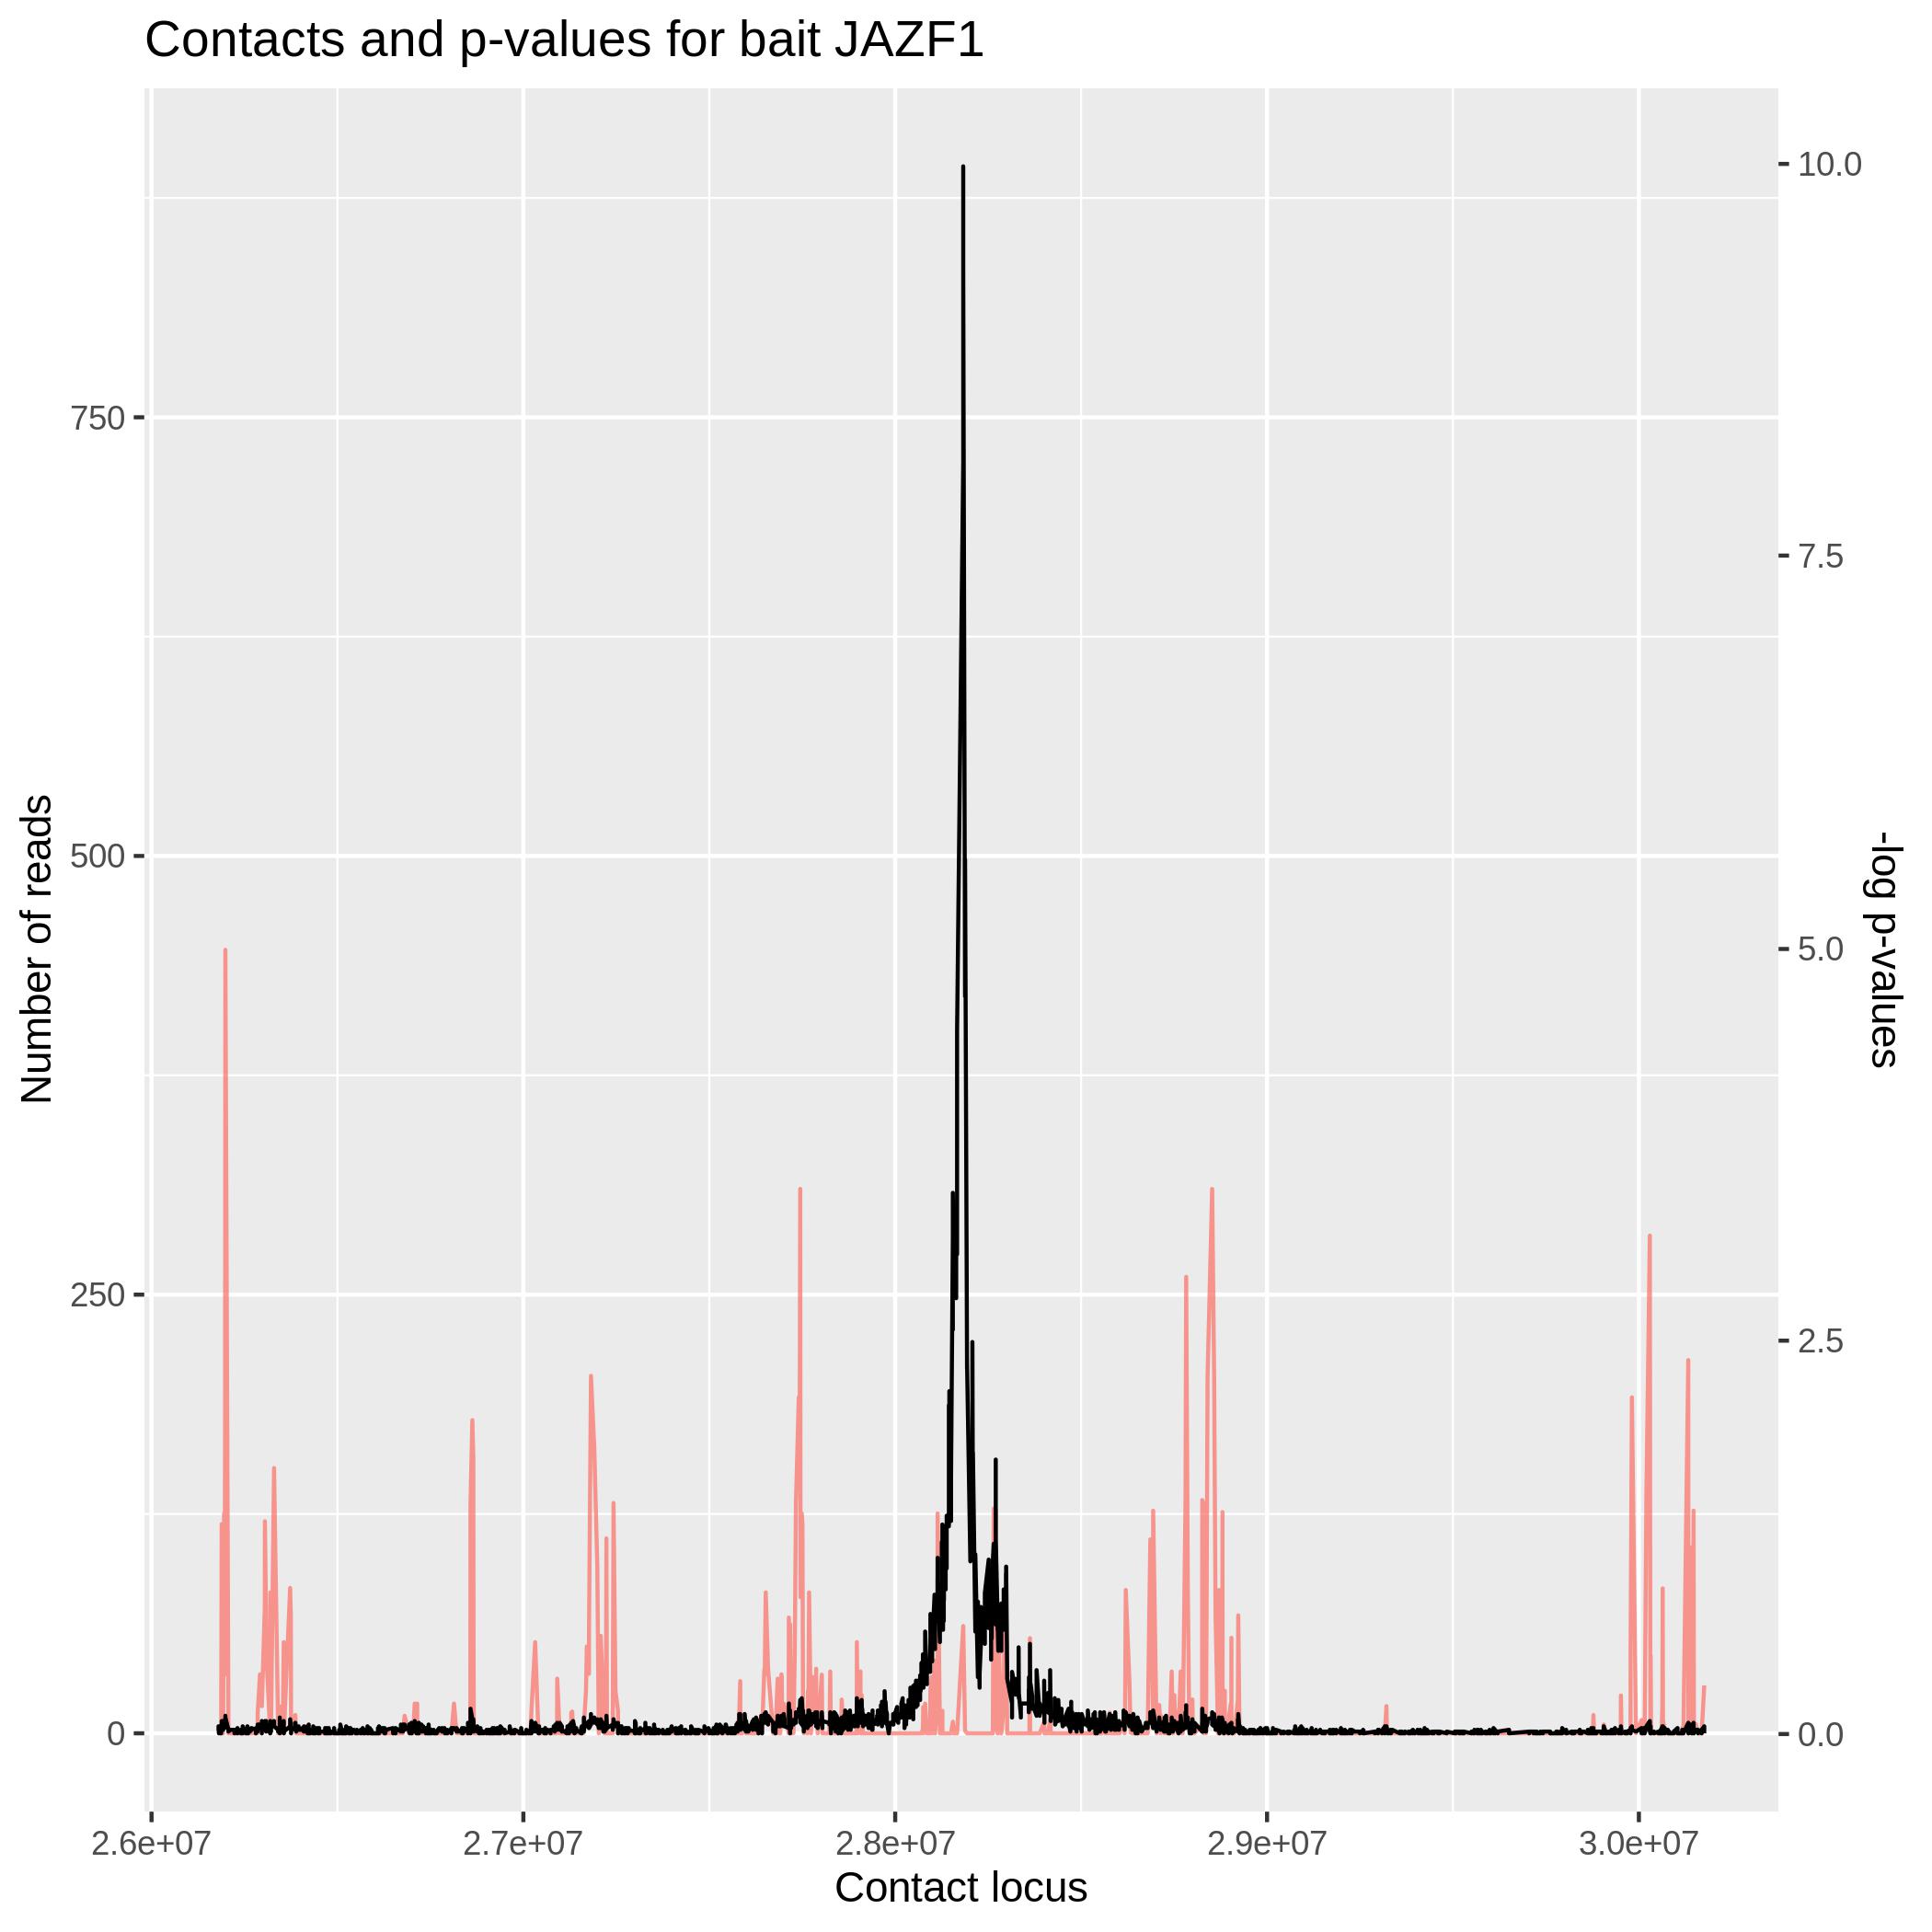 Contacts and p-values for bait JAZF1
Number of reads
750
500
250
0
10.0
7.5
5.0
2.5
0.0
-log p-values
2.6e+07 2.7e+07 2.8e+07 2.9e+07 3.0e+07
Contact locus